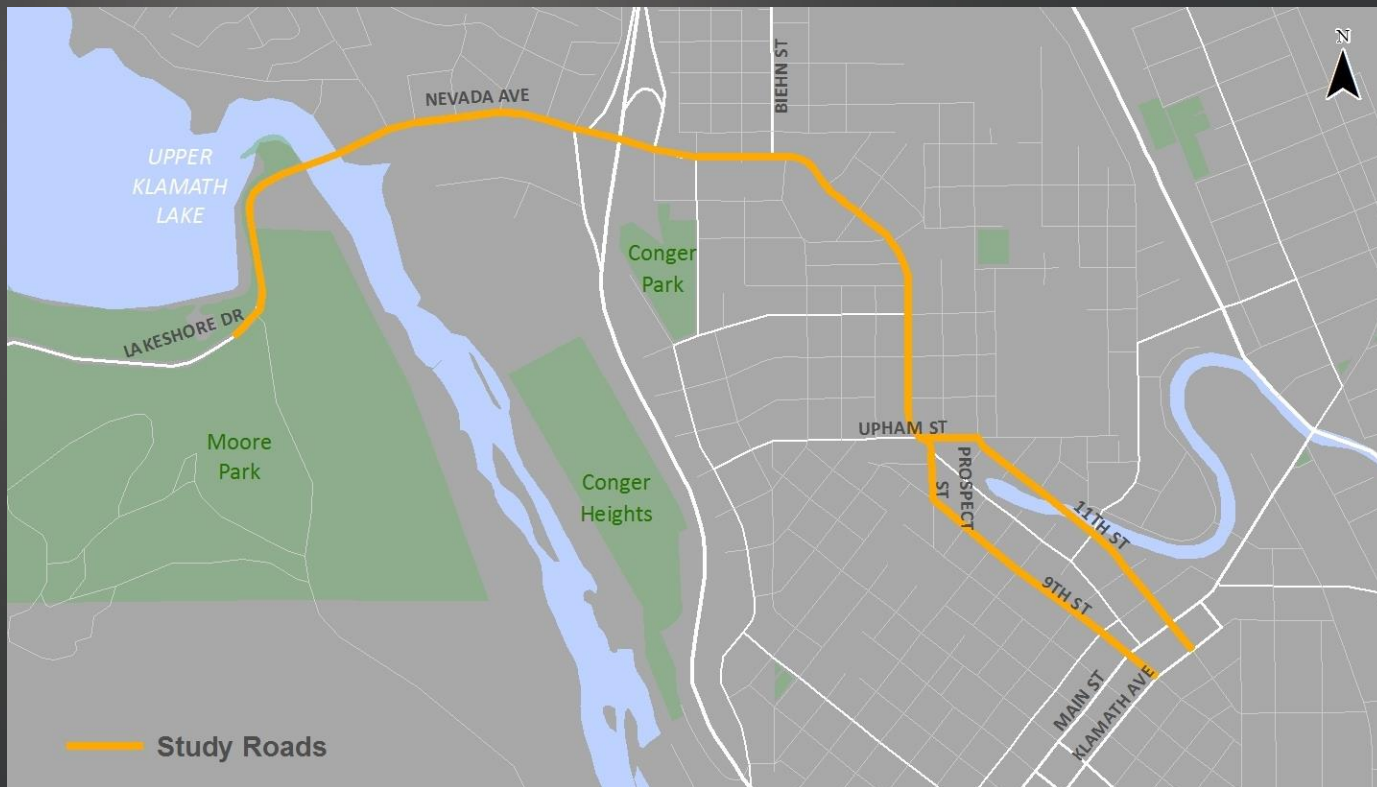 N
NEVADA AVE
BIEHN ST
UPPER
KLAMATH
LAKE
Conger
Park
LAKESHORE DR
Moore
Park
UPHAM ST
PROSPECT
ST
Conger
Heights
11TH ST
9TH ST
MAIN ST
KLAMATH AVE
Study Roads